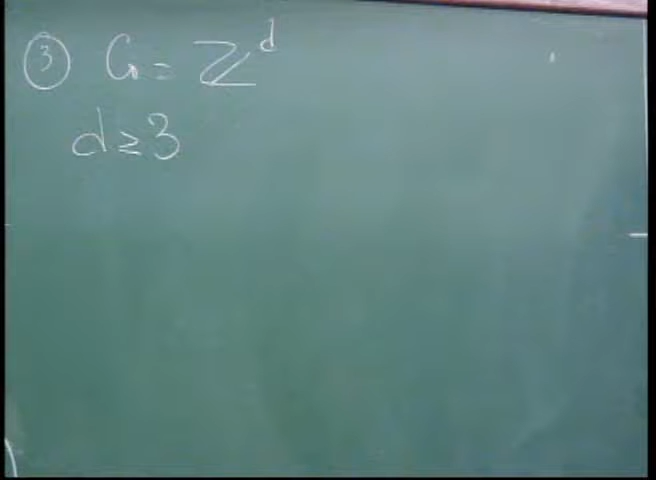 ③ G = ℤ^d
d ≥ 3